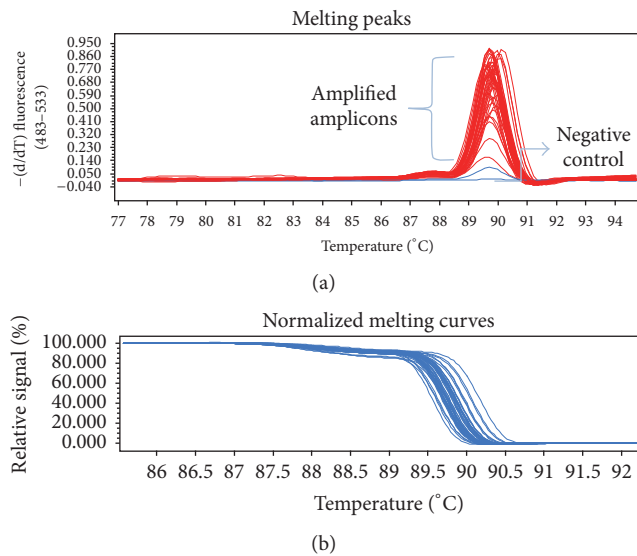 Melting peaks
−(d/dT) fluorescence
(483–533)
0.950
0.860
0.770
0.680
0.590
0.500
0.410
0.320
0.230
0.140
0.050
−0.040
Amplified
amplicons
Negative
control
77 78 79 80 81 82 83 84 85 86 87 88 89 90 91 92 93 94
Temperature (°C)
(a)
Normalized melting curves
Relative signal (%)
100.000
80.000
60.000
40.000
20.000
0.000
86 86.5 87 87.5 88 88.5 89 89.5 90 90.5 91 91.5 92
Temperature (°C)
(b)